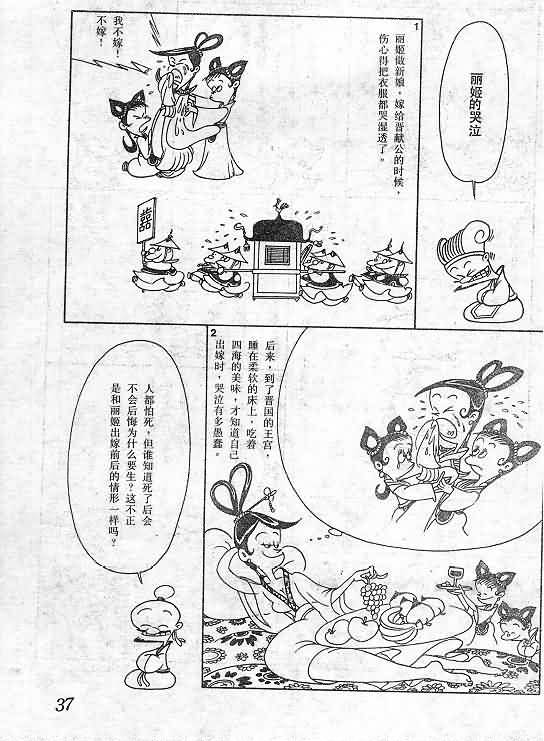 丽姬的哭泣
1
丽姬做新娘，嫁给晋献公的时候，
伤心得把衣服都哭湿透了。
我不嫁！
不嫁！
囍
2
后来，到了晋国的王宫，
睡在柔软的床上，吃着
四海的美味，才知道自己
出嫁时，哭泣有多愚蠢。
人都怕死，但谁知道死了后会
不会后悔为什么要生？这不正
是和丽姬出嫁前后的情形一样吗？
37